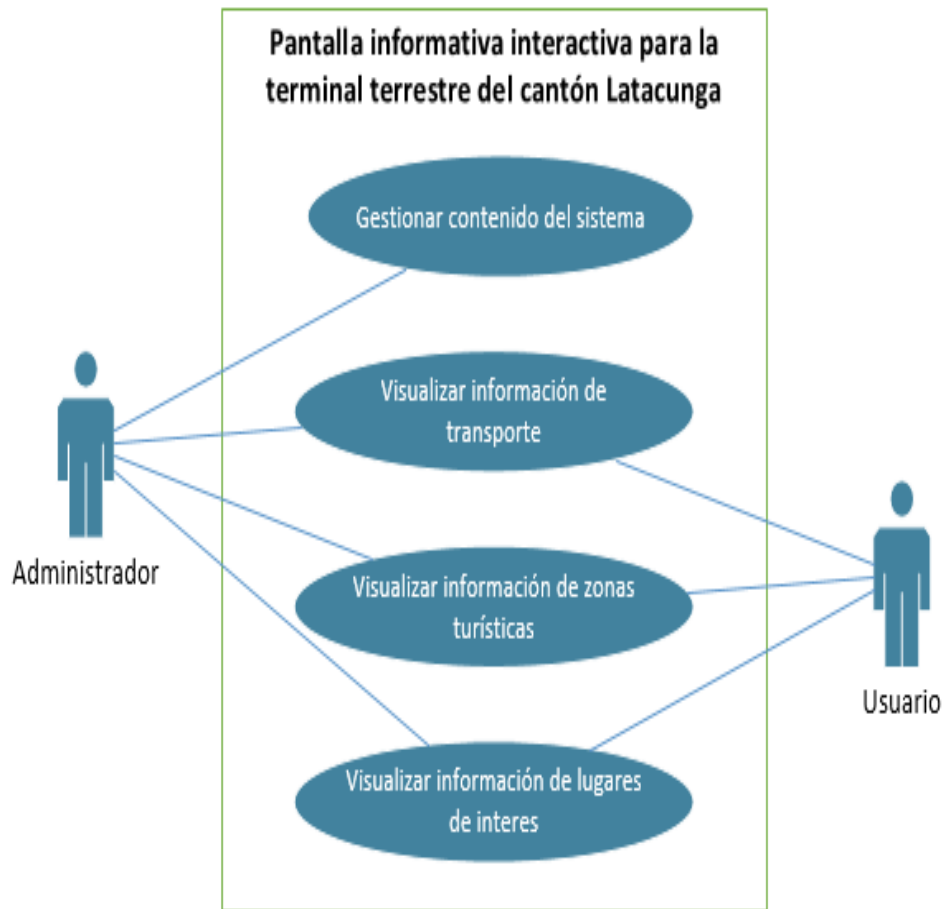 Pantalla informativa interactiva para la
terminal terrestre del cantón Latacunga
Gestionar contenido del sistema
Visualizar información de
transporte
Administrador
Visualizar información de zonas
turísticas
Usuario
Visualizar información de lugares
de interes